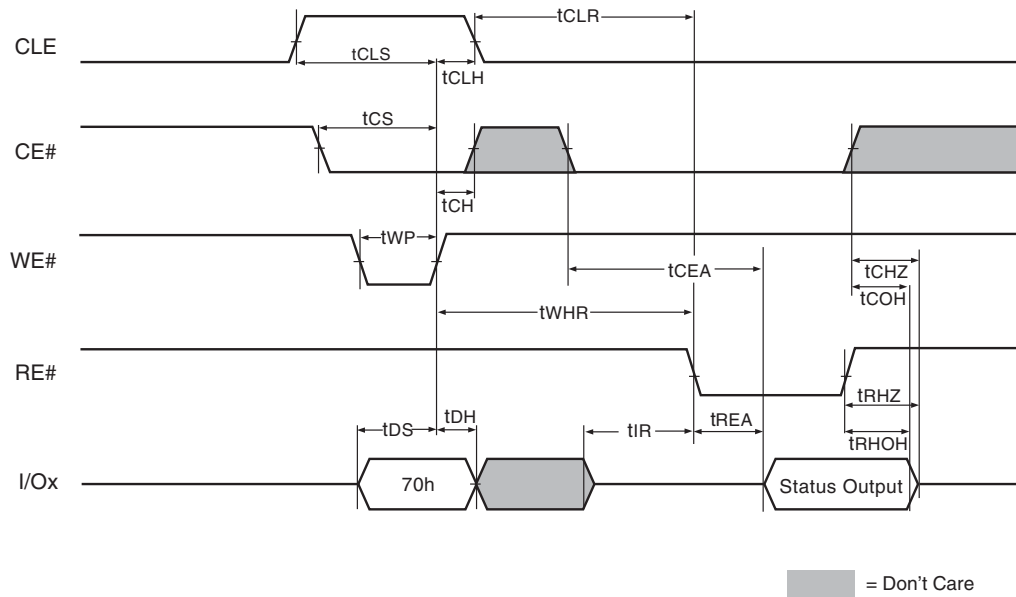 tCLR
CLE
tCLS
tCLH
tCS
CE#
tCH
tWP
WE#
tCEA
tCHZ
tCOH
tWHR
RE#
tRHZ
tDS
tDH
tIR
tREA
tRHOH
I/Ox
70h
Status Output
= Don't Care